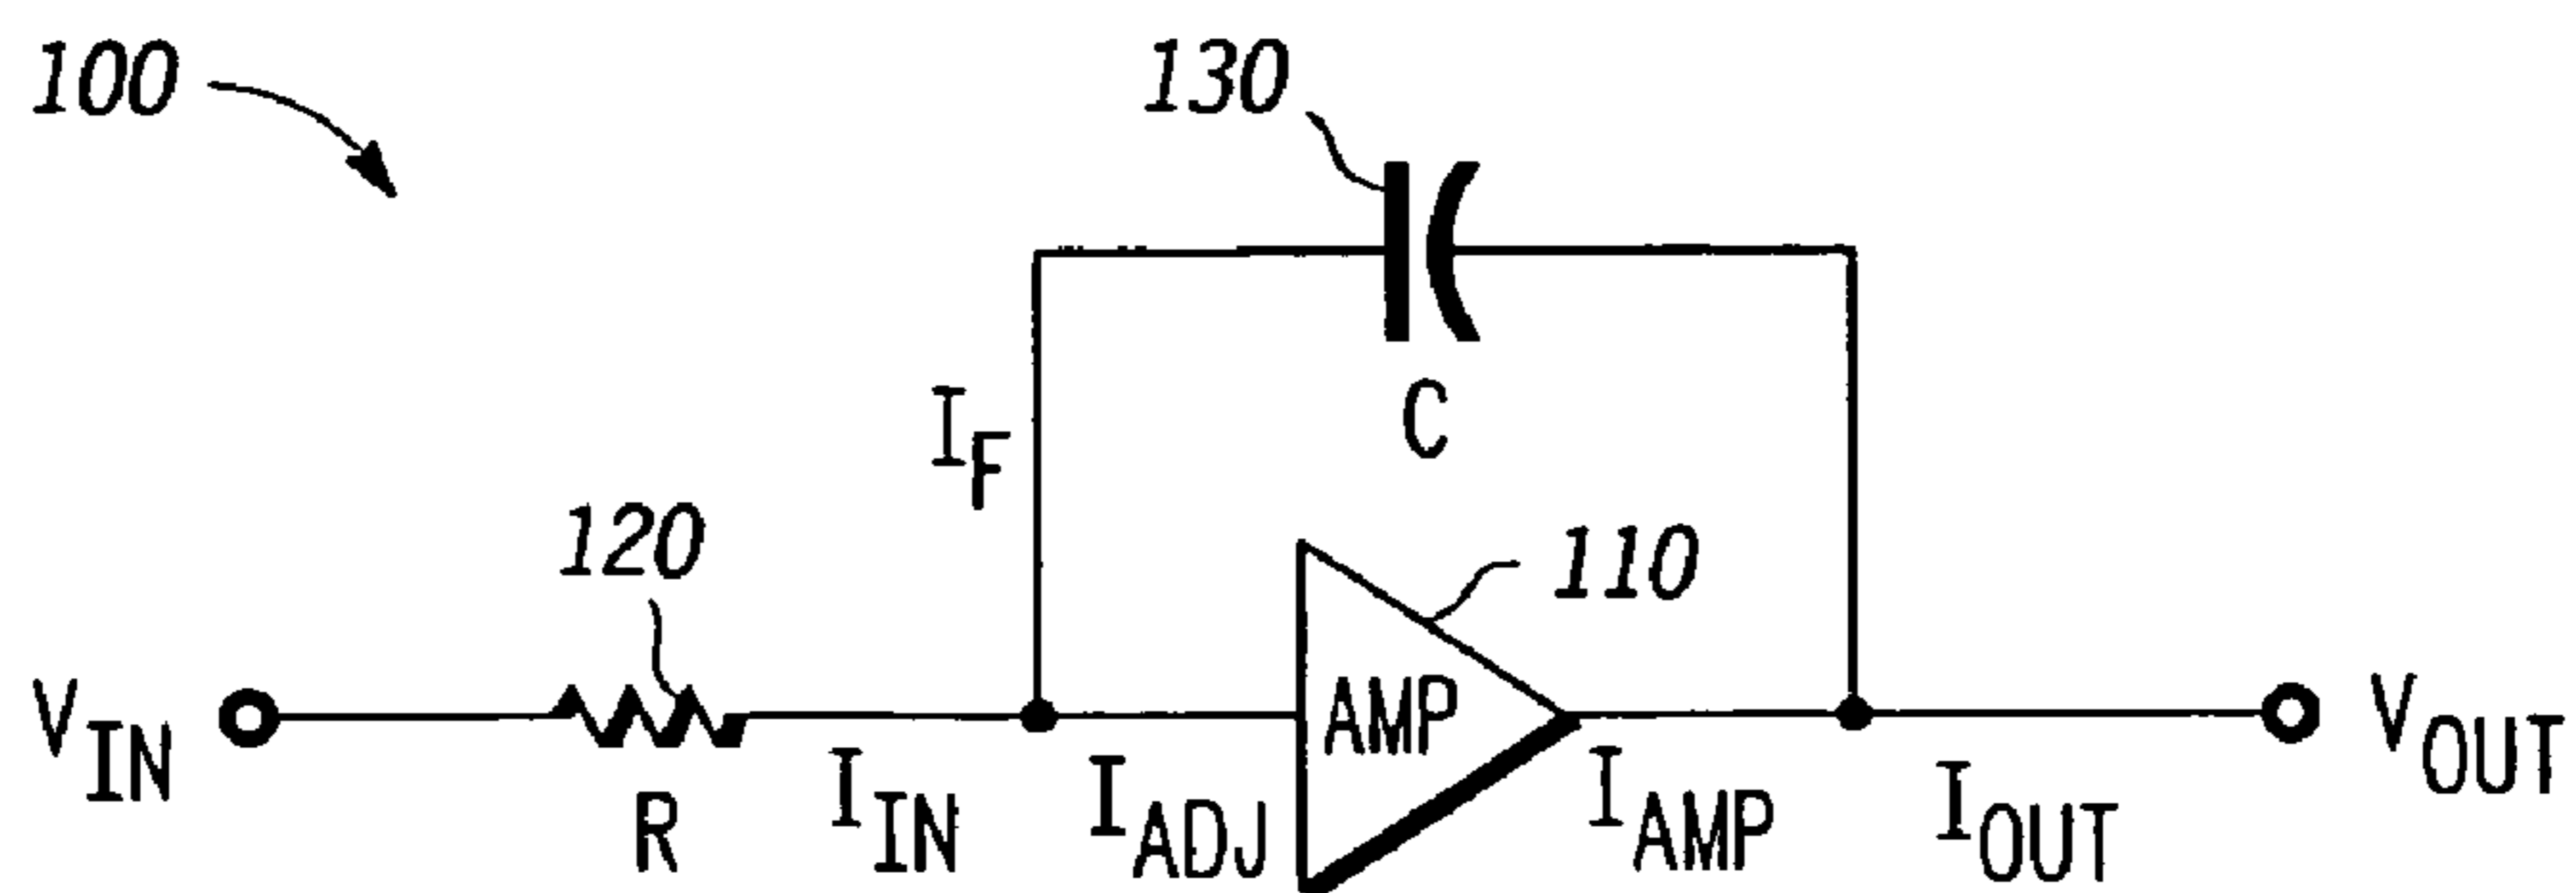 100
130
C
I_F
120
110
AMP
V_IN
R
I_IN
I_ADJ
I_AMP
I_OUT
V_OUT